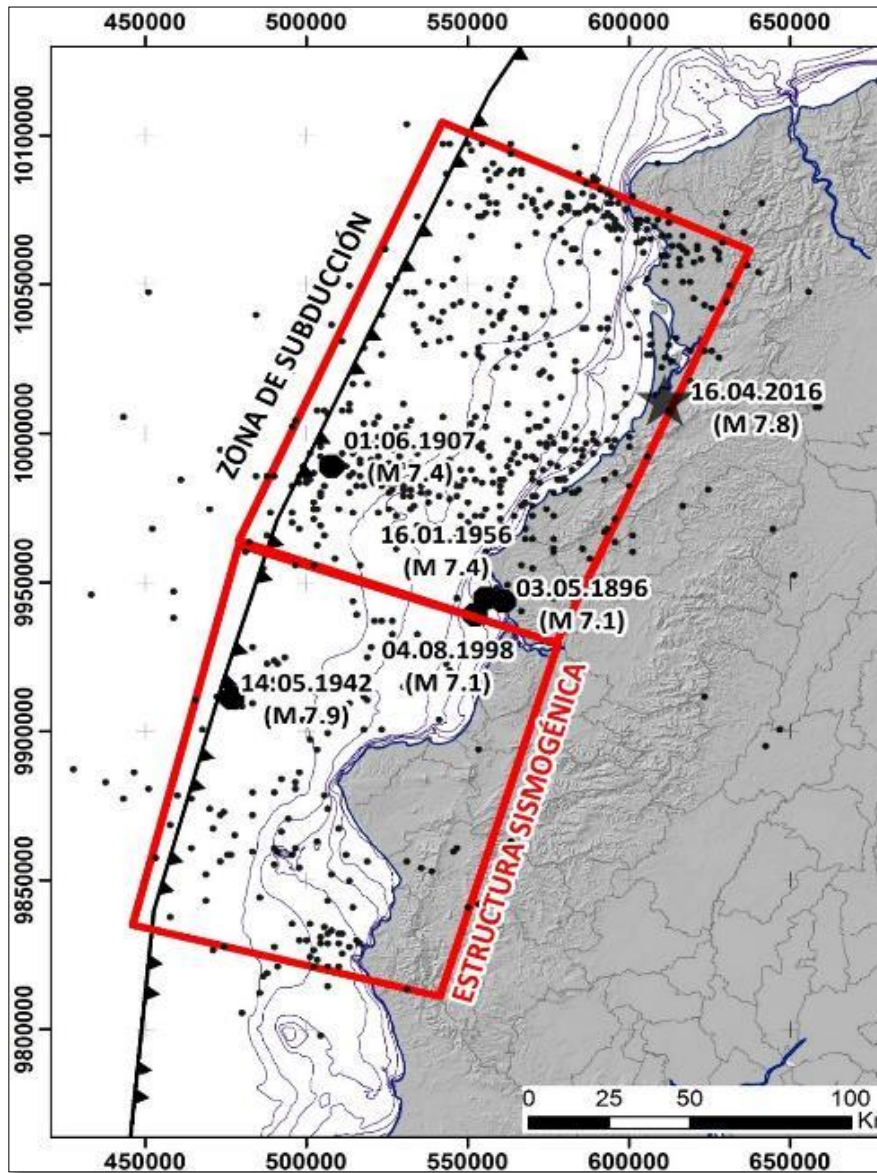 450000 500000 550000 600000 650000
10100000
10050000
10000000
9950000
9900000
9850000
9800000
ZONA DE SUBDUCCIÓN
16.04.2016
(M 7.8)
01:06.1907
(M 7.4)
16.01.1956
(M 7.4)
03.05.1896
(M 7.1)
04.08.1998
(M 7.1)
14:05.1942
(M 7.9)
ESTRUCTURA SISMOGÉNICA
0 25 50 100
Km
450000 500000 550000 600000 650000